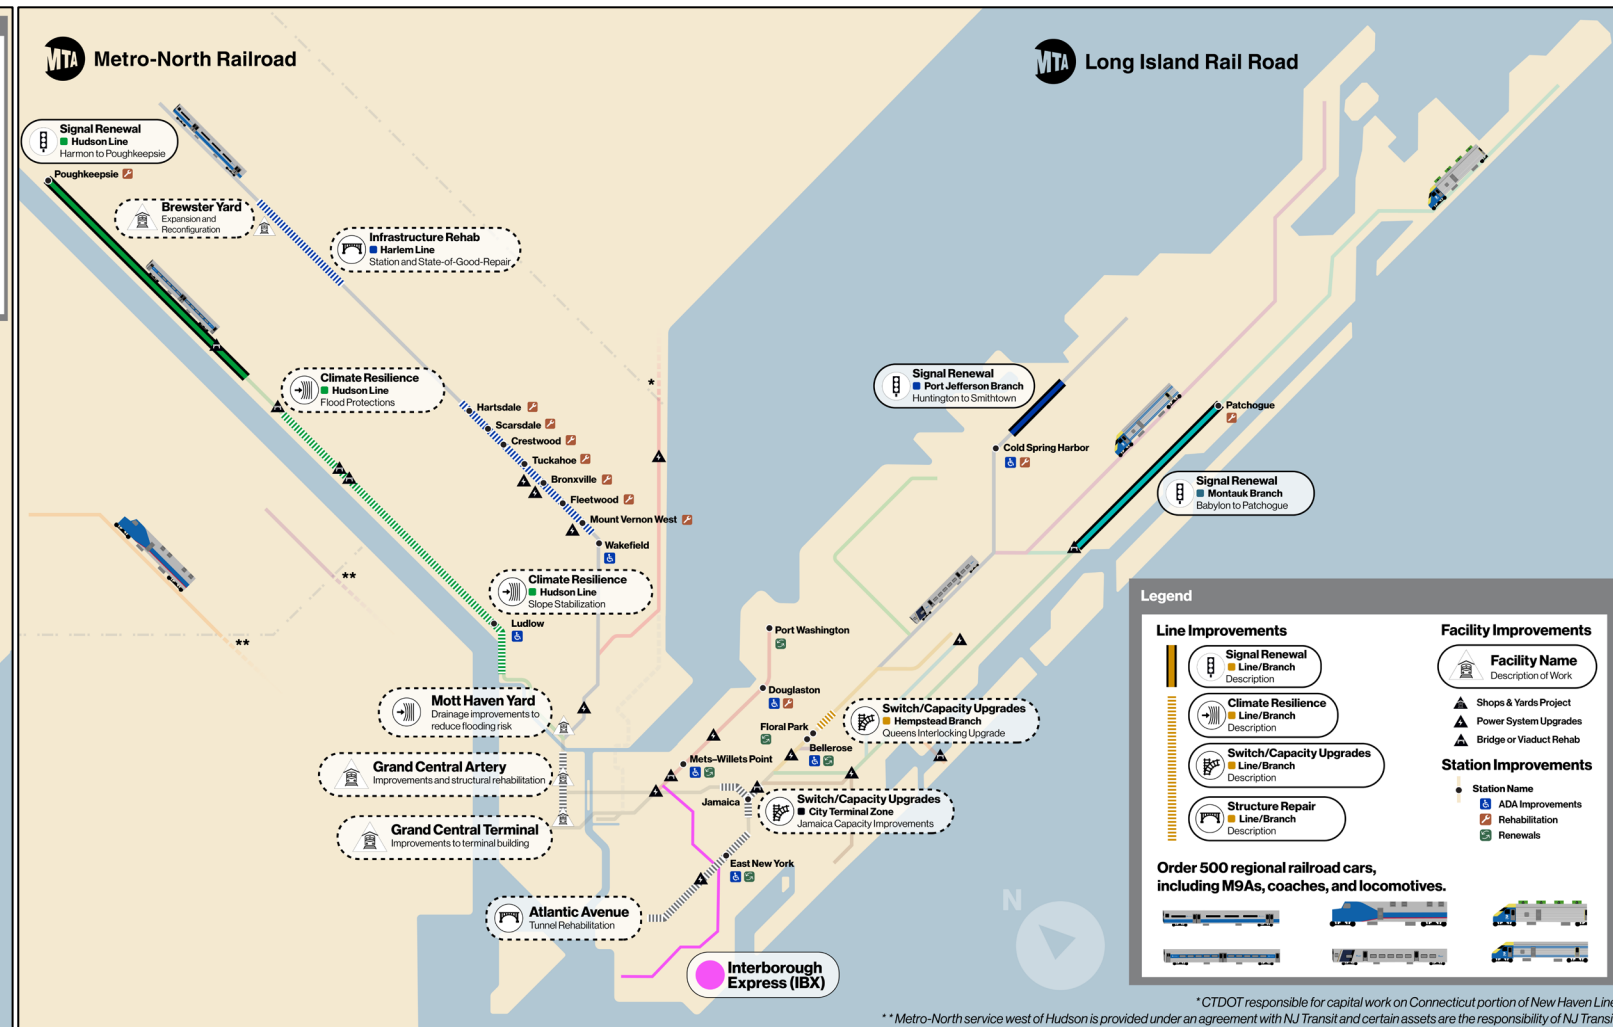 MTA Metro-North Railroad
MTA Long Island Rail Road
Signal Renewal
Hudson Line
Harmon to Poughkeepsie
Poughkeepsie
Brewster Yard
Expansion and
Reconfiguration
Infrastructure Rehab
Harlem Line
Station and State-of-Good-Repair
Climate Resilience
Hudson Line
Flood Protections
*
Hartsdale
Scarsdale
Crestwood
Tuckahoe
Bronxville
Fleetwood
Mount Vernon West
Wakefield
**
**
Climate Resilience
Hudson Line
Slope Stabilization
Ludlow
Mott Haven Yard
Drainage improvements to
reduce flooding risk
Grand Central Artery
Improvements and structural rehabilitation
Grand Central Terminal
Improvements to terminal building
Atlantic Avenue
Tunnel Rehabilitation
Signal Renewal
Port Jefferson Branch
Huntington to Smithtown
Cold Spring Harbor
Patchogue
Signal Renewal
Montauk Branch
Babylon to Patchogue
Port Washington
Douglaston
Floral Park
Bellerose
Mets–Willets Point
Switch/Capacity Upgrades
Hempstead Branch
Queens Interlocking Upgrade
Jamaica
Switch/Capacity Upgrades
City Terminal Zone
Jamaica Capacity Improvements
East New York
Interborough
Express (IBX)
N
Legend
Line Improvements
Signal Renewal
Line/Branch
Description
Climate Resilience
Line/Branch
Description
Switch/Capacity Upgrades
Line/Branch
Description
Structure Repair
Line/Branch
Description
Facility Improvements
Facility Name
Description of Work
Shops & Yards Project
Power System Upgrades
Bridge or Viaduct Rehab
Station Improvements
Station Name
ADA Improvements
Rehabilitation
Renewals
Order 500 regional railroad cars,
including M9As, coaches, and locomotives.
* CTDOT responsible for capital work on Connecticut portion of New Haven Line
** Metro-North service west of Hudson is provided under an agreement with NJ Transit and certain assets are the responsibility of NJ Transit